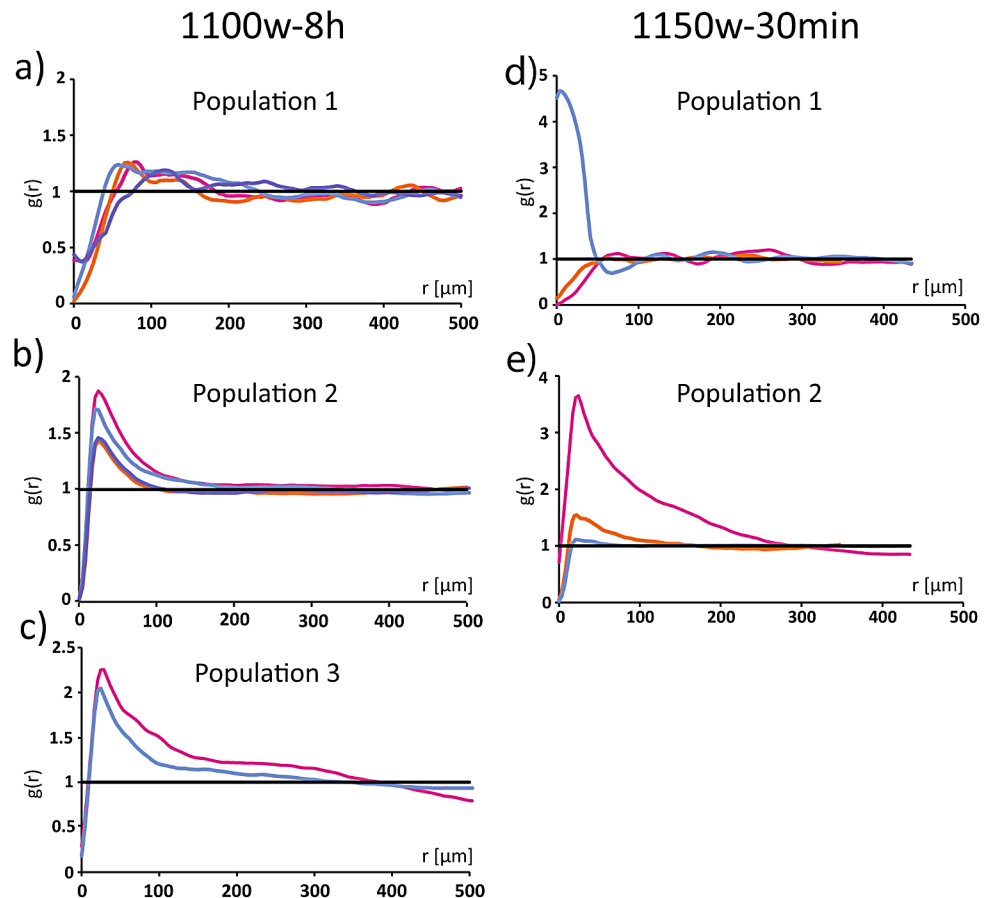 1100w-8h
1150w-30min
a)
Population 1
2
1.5
1
0.5
0
g(r)
r [µm]
0 100 200 300 400 500
d)
Population 1
5
4
3
2
1
0
g(r)
r [µm]
0 100 200 300 400 500
b)
Population 2
2
1.5
1
0.5
0
g(r)
r [µm]
0 100 200 300 400 500
e)
Population 2
4
3
2
1
0
g(r)
r [µm]
0 100 200 300 400 500
c)
Population 3
2.5
2
1.5
1
0.5
0
g(r)
r [µm]
0 100 200 300 400 500